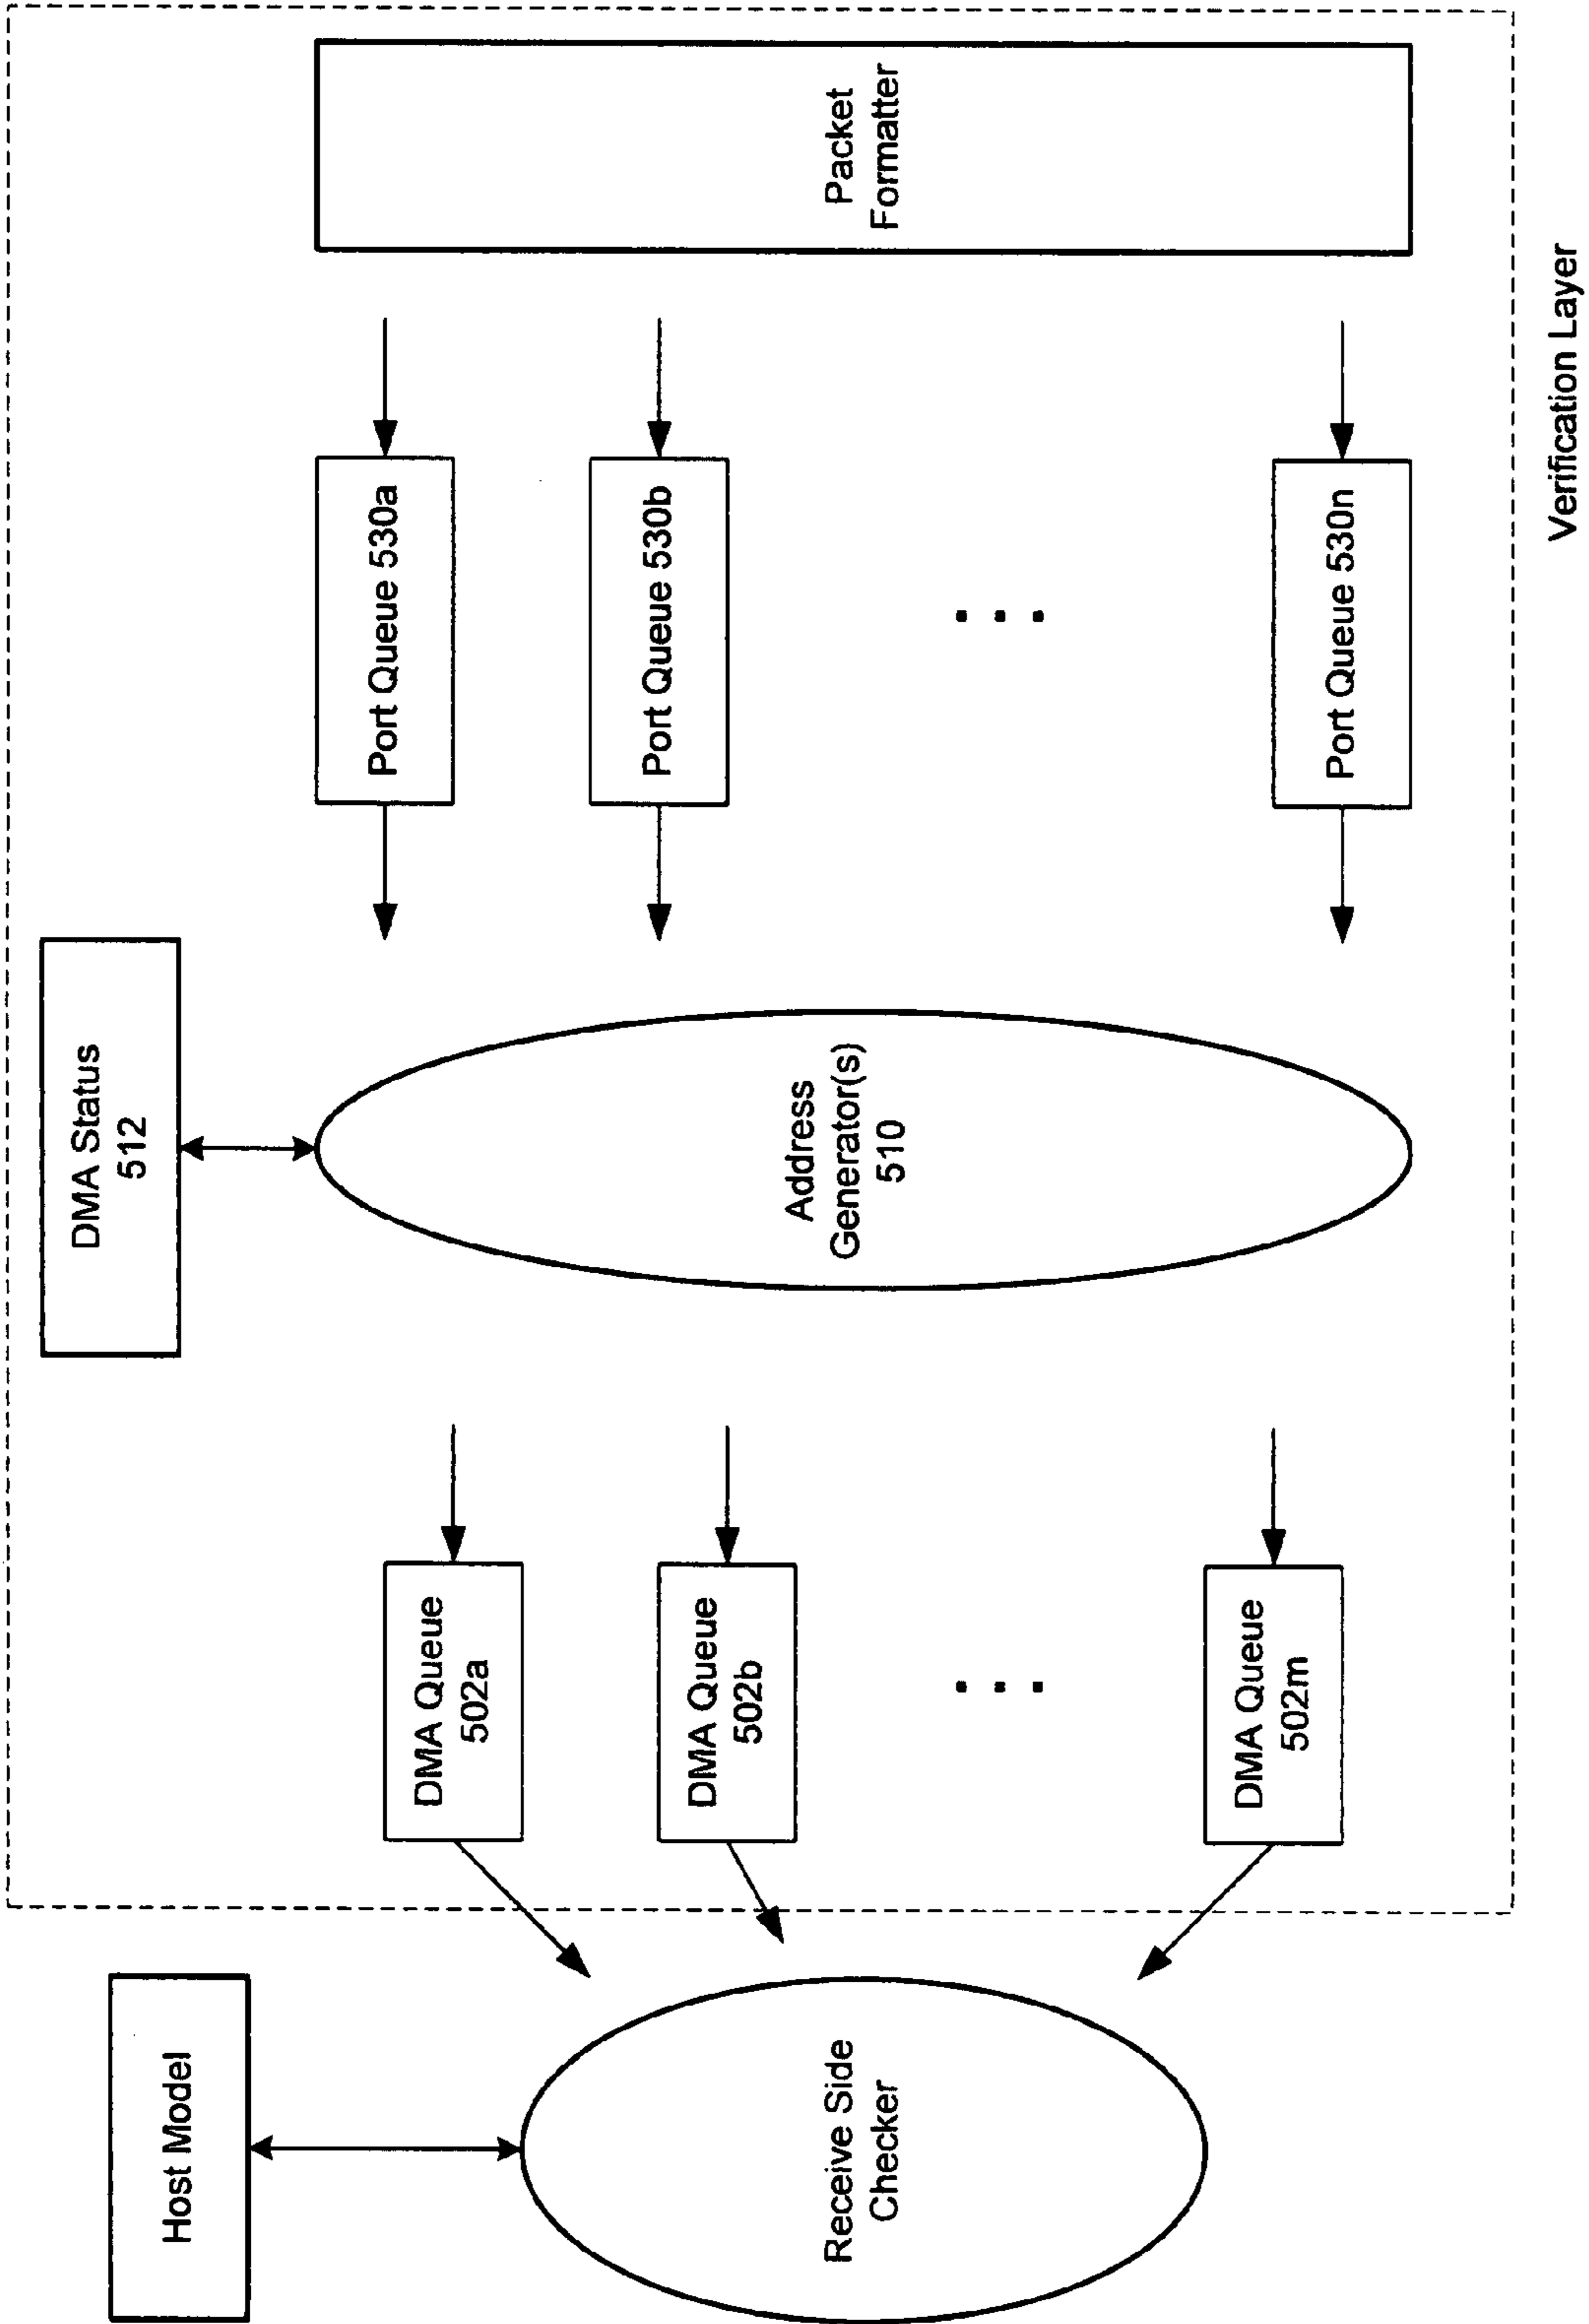 Host Model
Receive Side
Checker
DMA Queue
502a
DMA Queue
502b
. . .
DMA Queue
502m
DMA Status
512
Address
Generator(s)
510
Port Queue 530a
Port Queue 530b
. . .
Port Queue 530n
Packet
Formatter
Verification Layer